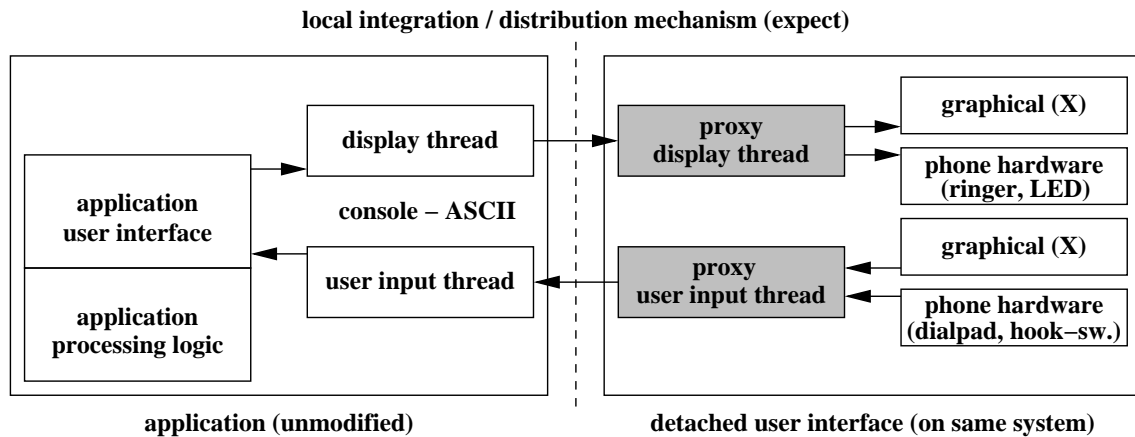 local integration / distribution mechanism (expect)
display thread
application
user interface
console – ASCII
user input thread
application
processing logic
proxy
display thread
graphical (X)
phone hardware
(ringer, LED)
proxy
user input thread
graphical (X)
phone hardware
(dialpad, hook–sw.)
application (unmodified)
detached user interface (on same system)